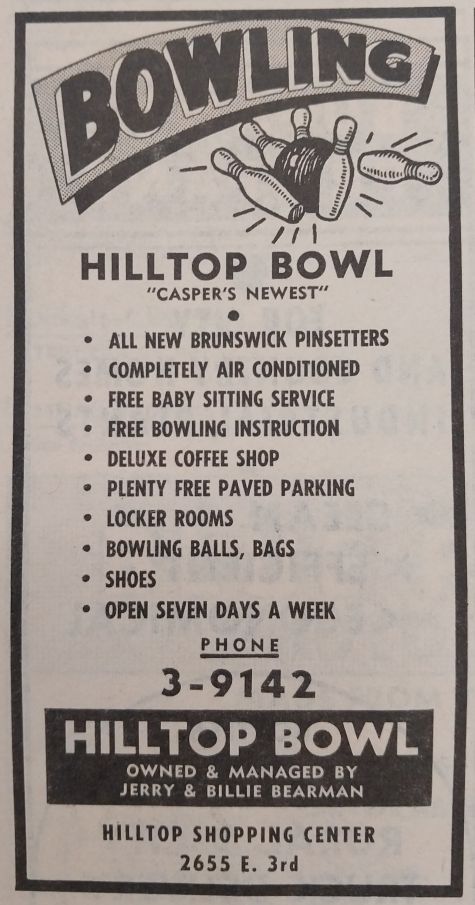 BOWLING
HILLTOP BOWL
"CASPER'S NEWEST"
• ALL NEW BRUNSWICK PINSETTERS
• COMPLETELY AIR CONDITIONED
• FREE BABY SITTING SERVICE
• FREE BOWLING INSTRUCTION
• DELUXE COFFEE SHOP
• PLENTY FREE PAVED PARKING
• LOCKER ROOMS
• BOWLING BALLS, BAGS
• SHOES
• OPEN SEVEN DAYS A WEEK
PHONE
3-9142
HILLTOP BOWL
OWNED & MANAGED BY
JERRY & BILLIE BEARMAN
HILLTOP SHOPPING CENTER
2655 E. 3rd